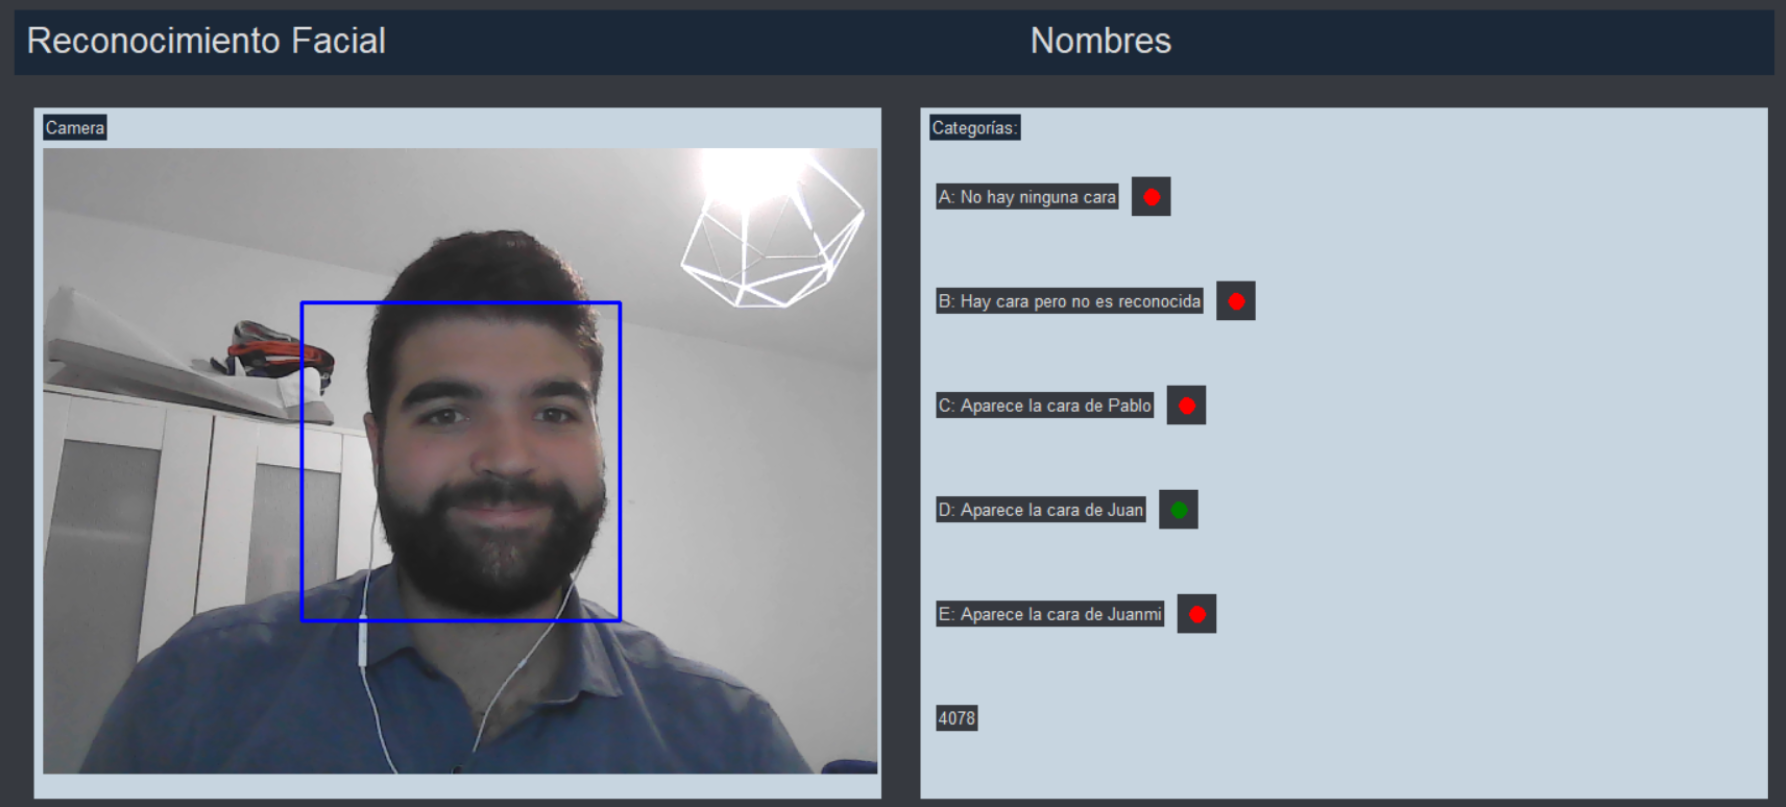 Reconocimiento Facial
Nombres
Camera
Categorías:
A: No hay ninguna cara
B: Hay cara pero no es reconocida
C: Aparece la cara de Pablo
D: Aparece la cara de Juan
E: Aparece la cara de Juanmi
4078